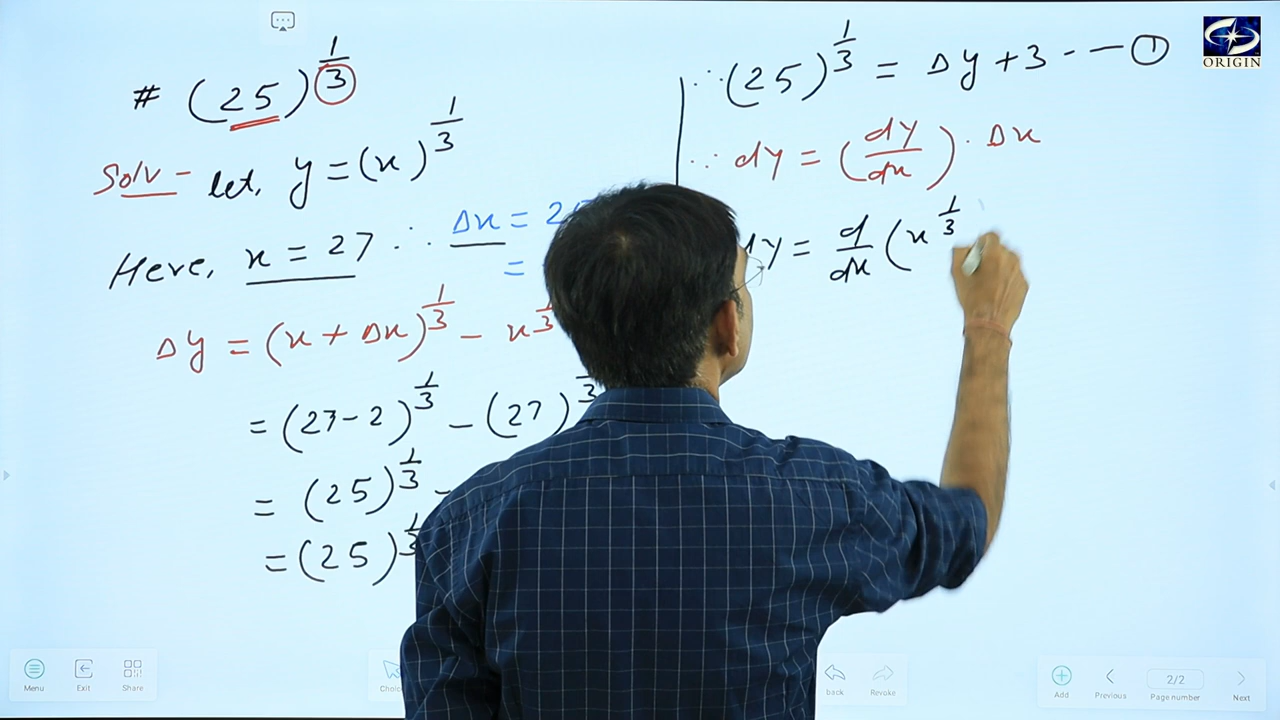 # (25)^{1/3}
Solv - let, y = (x)^{1/3}
Here, x = 27 ∴ Δx = 2
=
Δy = (x + Δx)^{1/3} - x^{1/3}
= (27-2)^{1/3} - (27)^{1/3}
= (25)^{1/3} -
= (25)^{1/3}
∴ (25)^{1/3} = Δy + 3 -- — ①
∵ dy = (dy/dx) · Δx
dy = d/dx (x^{1/3}
ORIGIN
Menu
Exit
Share
back
Revoke
Add
Previous
2/2
Page number
Next